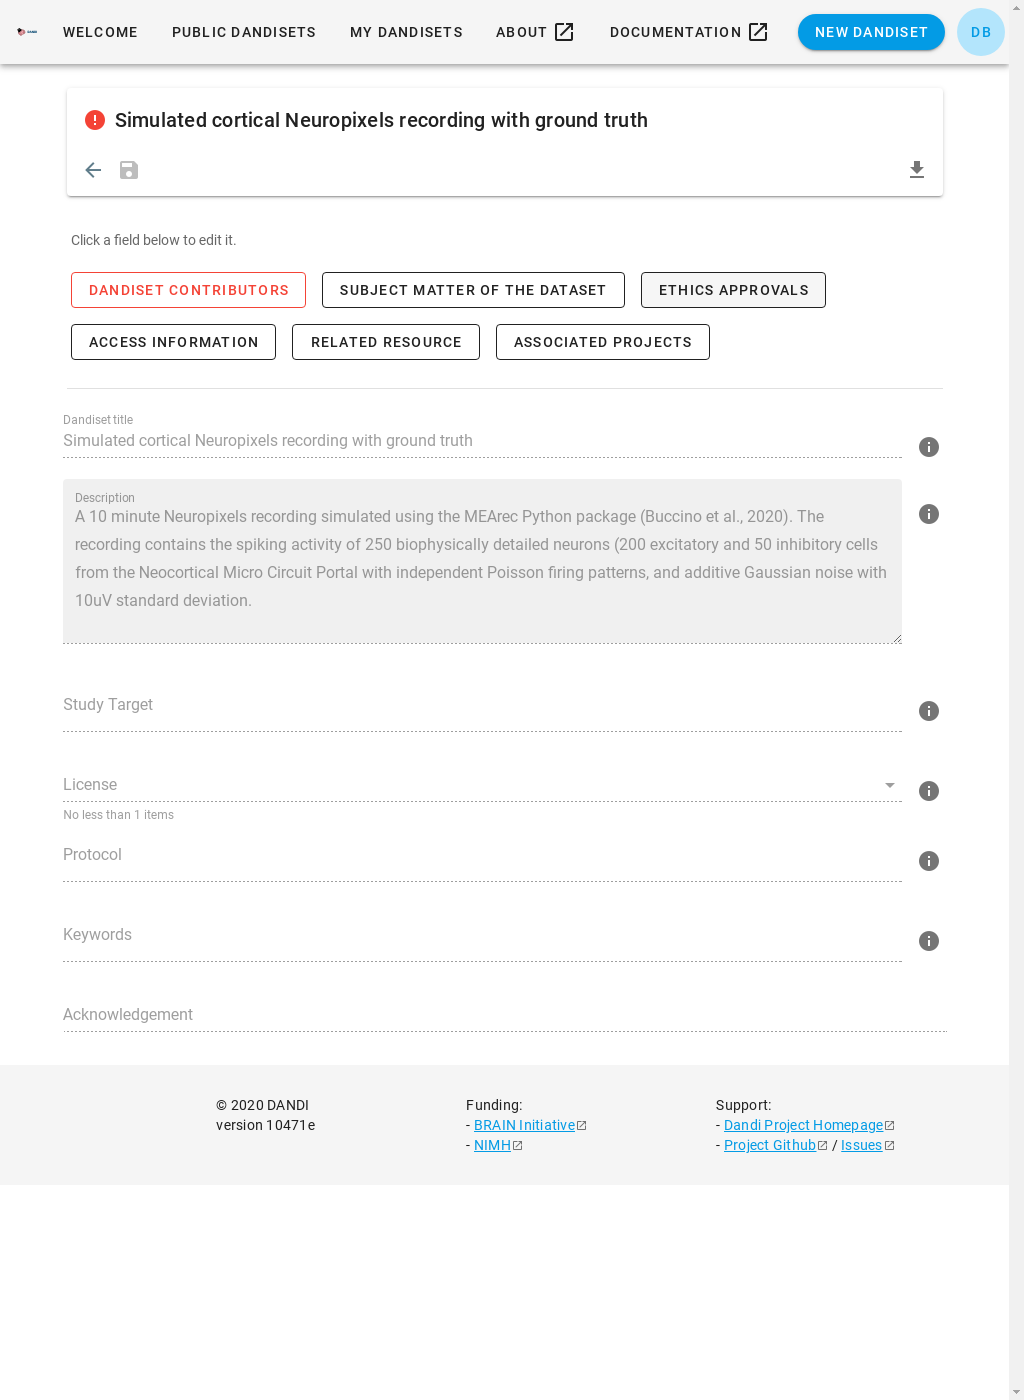 DANDI
WELCOME
PUBLIC DANDISETS
MY DANDISETS
ABOUT
DOCUMENTATION
NEW DANDISET
DB
Simulated cortical Neuropixels recording with ground truth
Click a field below to edit it.
DANDISET CONTRIBUTORS
SUBJECT MATTER OF THE DATASET
ETHICS APPROVALS
ACCESS INFORMATION
RELATED RESOURCE
ASSOCIATED PROJECTS
Dandiset title
Simulated cortical Neuropixels recording with ground truth
Description
A 10 minute Neuropixels recording simulated using the MEArec Python package (Buccino et al., 2020). The
recording contains the spiking activity of 250 biophysically detailed neurons (200 excitatory and 50 inhibitory cells
from the Neocortical Micro Circuit Portal with independent Poisson firing patterns, and additive Gaussian noise with
10uV standard deviation.
Study Target
License
No less than 1 items
Protocol
Keywords
Acknowledgement
© 2020 DANDI
version 10471e
Funding:
- BRAIN Initiative
- NIMH
Support:
- Dandi Project Homepage
- Project Github / Issues